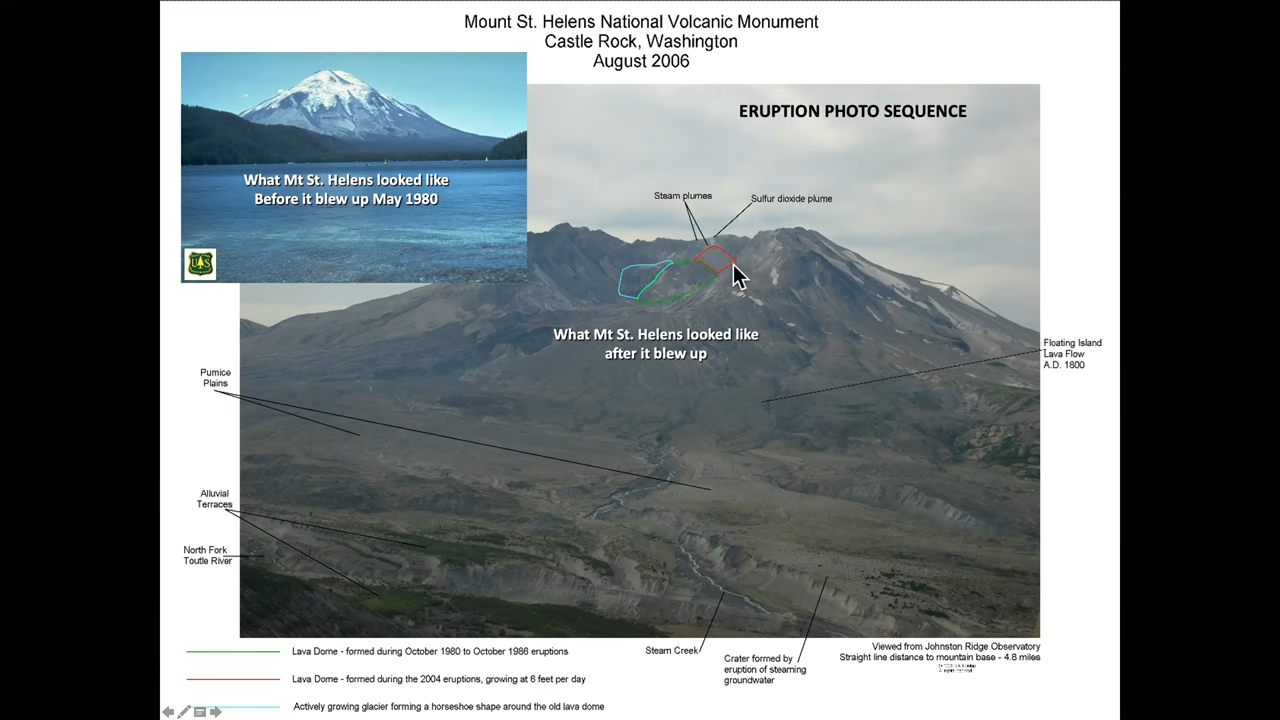 Mount St. Helens National Volcanic Monument
Castle Rock, Washington
August 2006
ERUPTION PHOTO SEQUENCE
What Mt St. Helens looked like
Before it blew up May 1980
U S
Steam plumes
Sulfur dioxide plume
What Mt St. Helens looked like
after it blew up
Floating Island
Lava Flow
A.D. 1800
Pumice
Plains
Alluvial
Terraces
North Fork
Toutle River
Lava Dome - formed during October 1980 to October 1986 eruptions
Lava Dome - formed during the 2004 eruptions, growing at 6 feet per day
Actively growing glacier forming a horseshoe shape around the old lava dome
Steam Creek
Crater formed by
eruption of steaming
groundwater
Viewed from Johnston Ridge Observatory
Straight line distance to mountain base - 4.8 miles